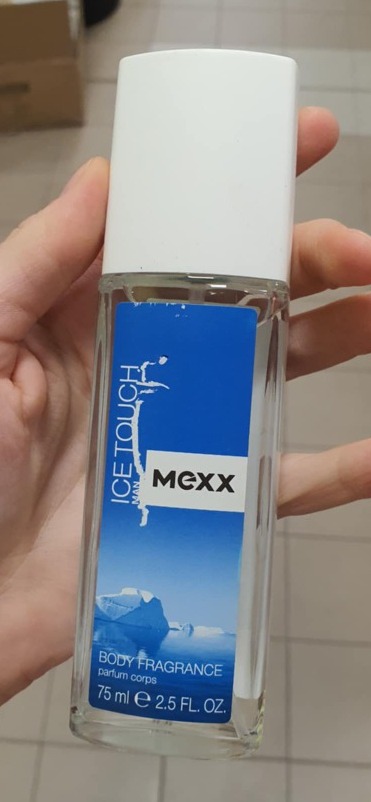 ICE TOUCH
MAN
mexx
BODY FRAGRANCE
parfum corps
75 ml ℮ 2.5 FL. OZ.